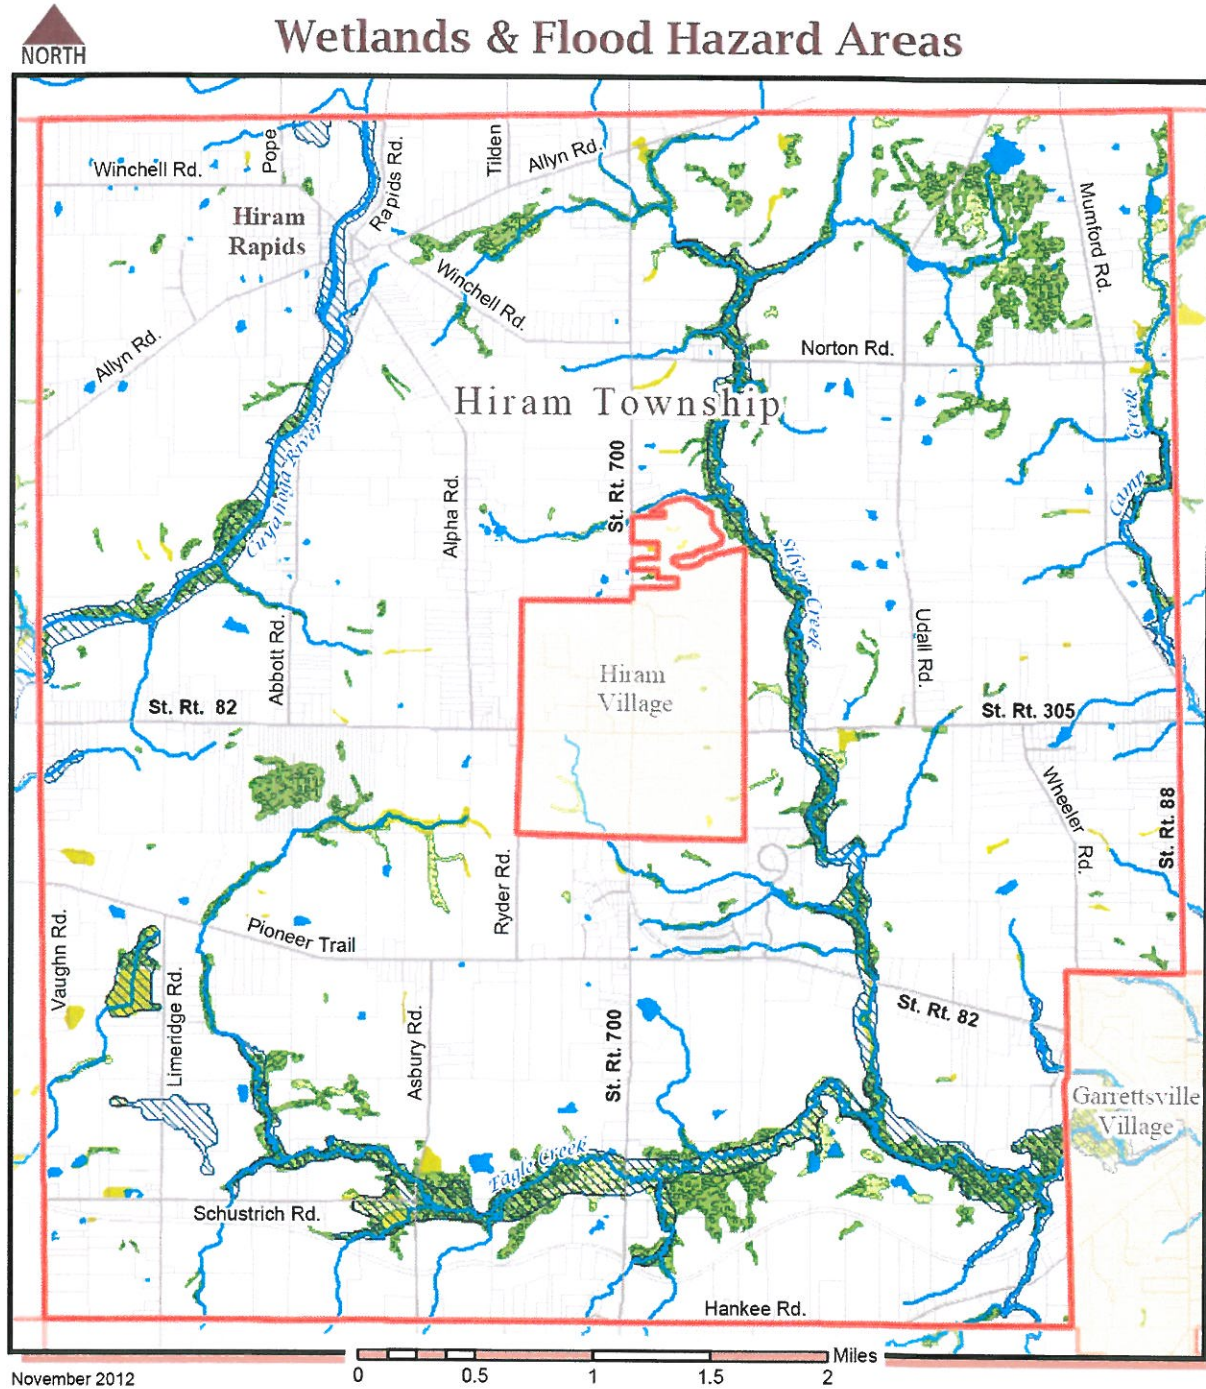 Wetlands & Flood Hazard Areas
NORTH
Pope
Winchell Rd.
Rapids Rd.
Tilden
Allyn Rd.
Mumford Rd.
Hiram
Rapids
Winchell Rd.
Allyn Rd.
Norton Rd.
Hiram Township
Cuyahoga River
St. Rt. 700
Alpha Rd.
Creek
Camp
Silver Creek
Udall Rd.
Abbott Rd.
Hiram
Village
St. Rt. 82
St. Rt. 305
Wheeler Rd.
St. Rt. 88
Ryder Rd.
Vaughn Rd.
Pioneer Trail
Limeridge Rd.
Asbury Rd.
St. Rt. 700
St. Rt. 82
Garrettsville
Village
Eagle Creek
Schustrich Rd.
Hankee Rd.
Miles
0 0.5 1 1.5 2
November 2012